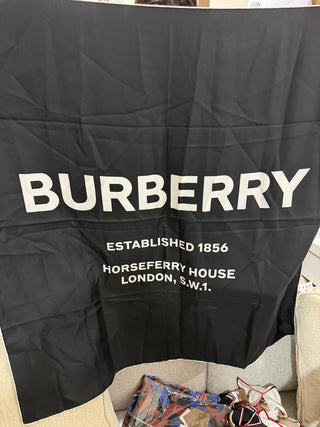 BURBERRY
ESTABLISHED 1856
HORSEFERRY HOUSE
LONDON, S.W.1.